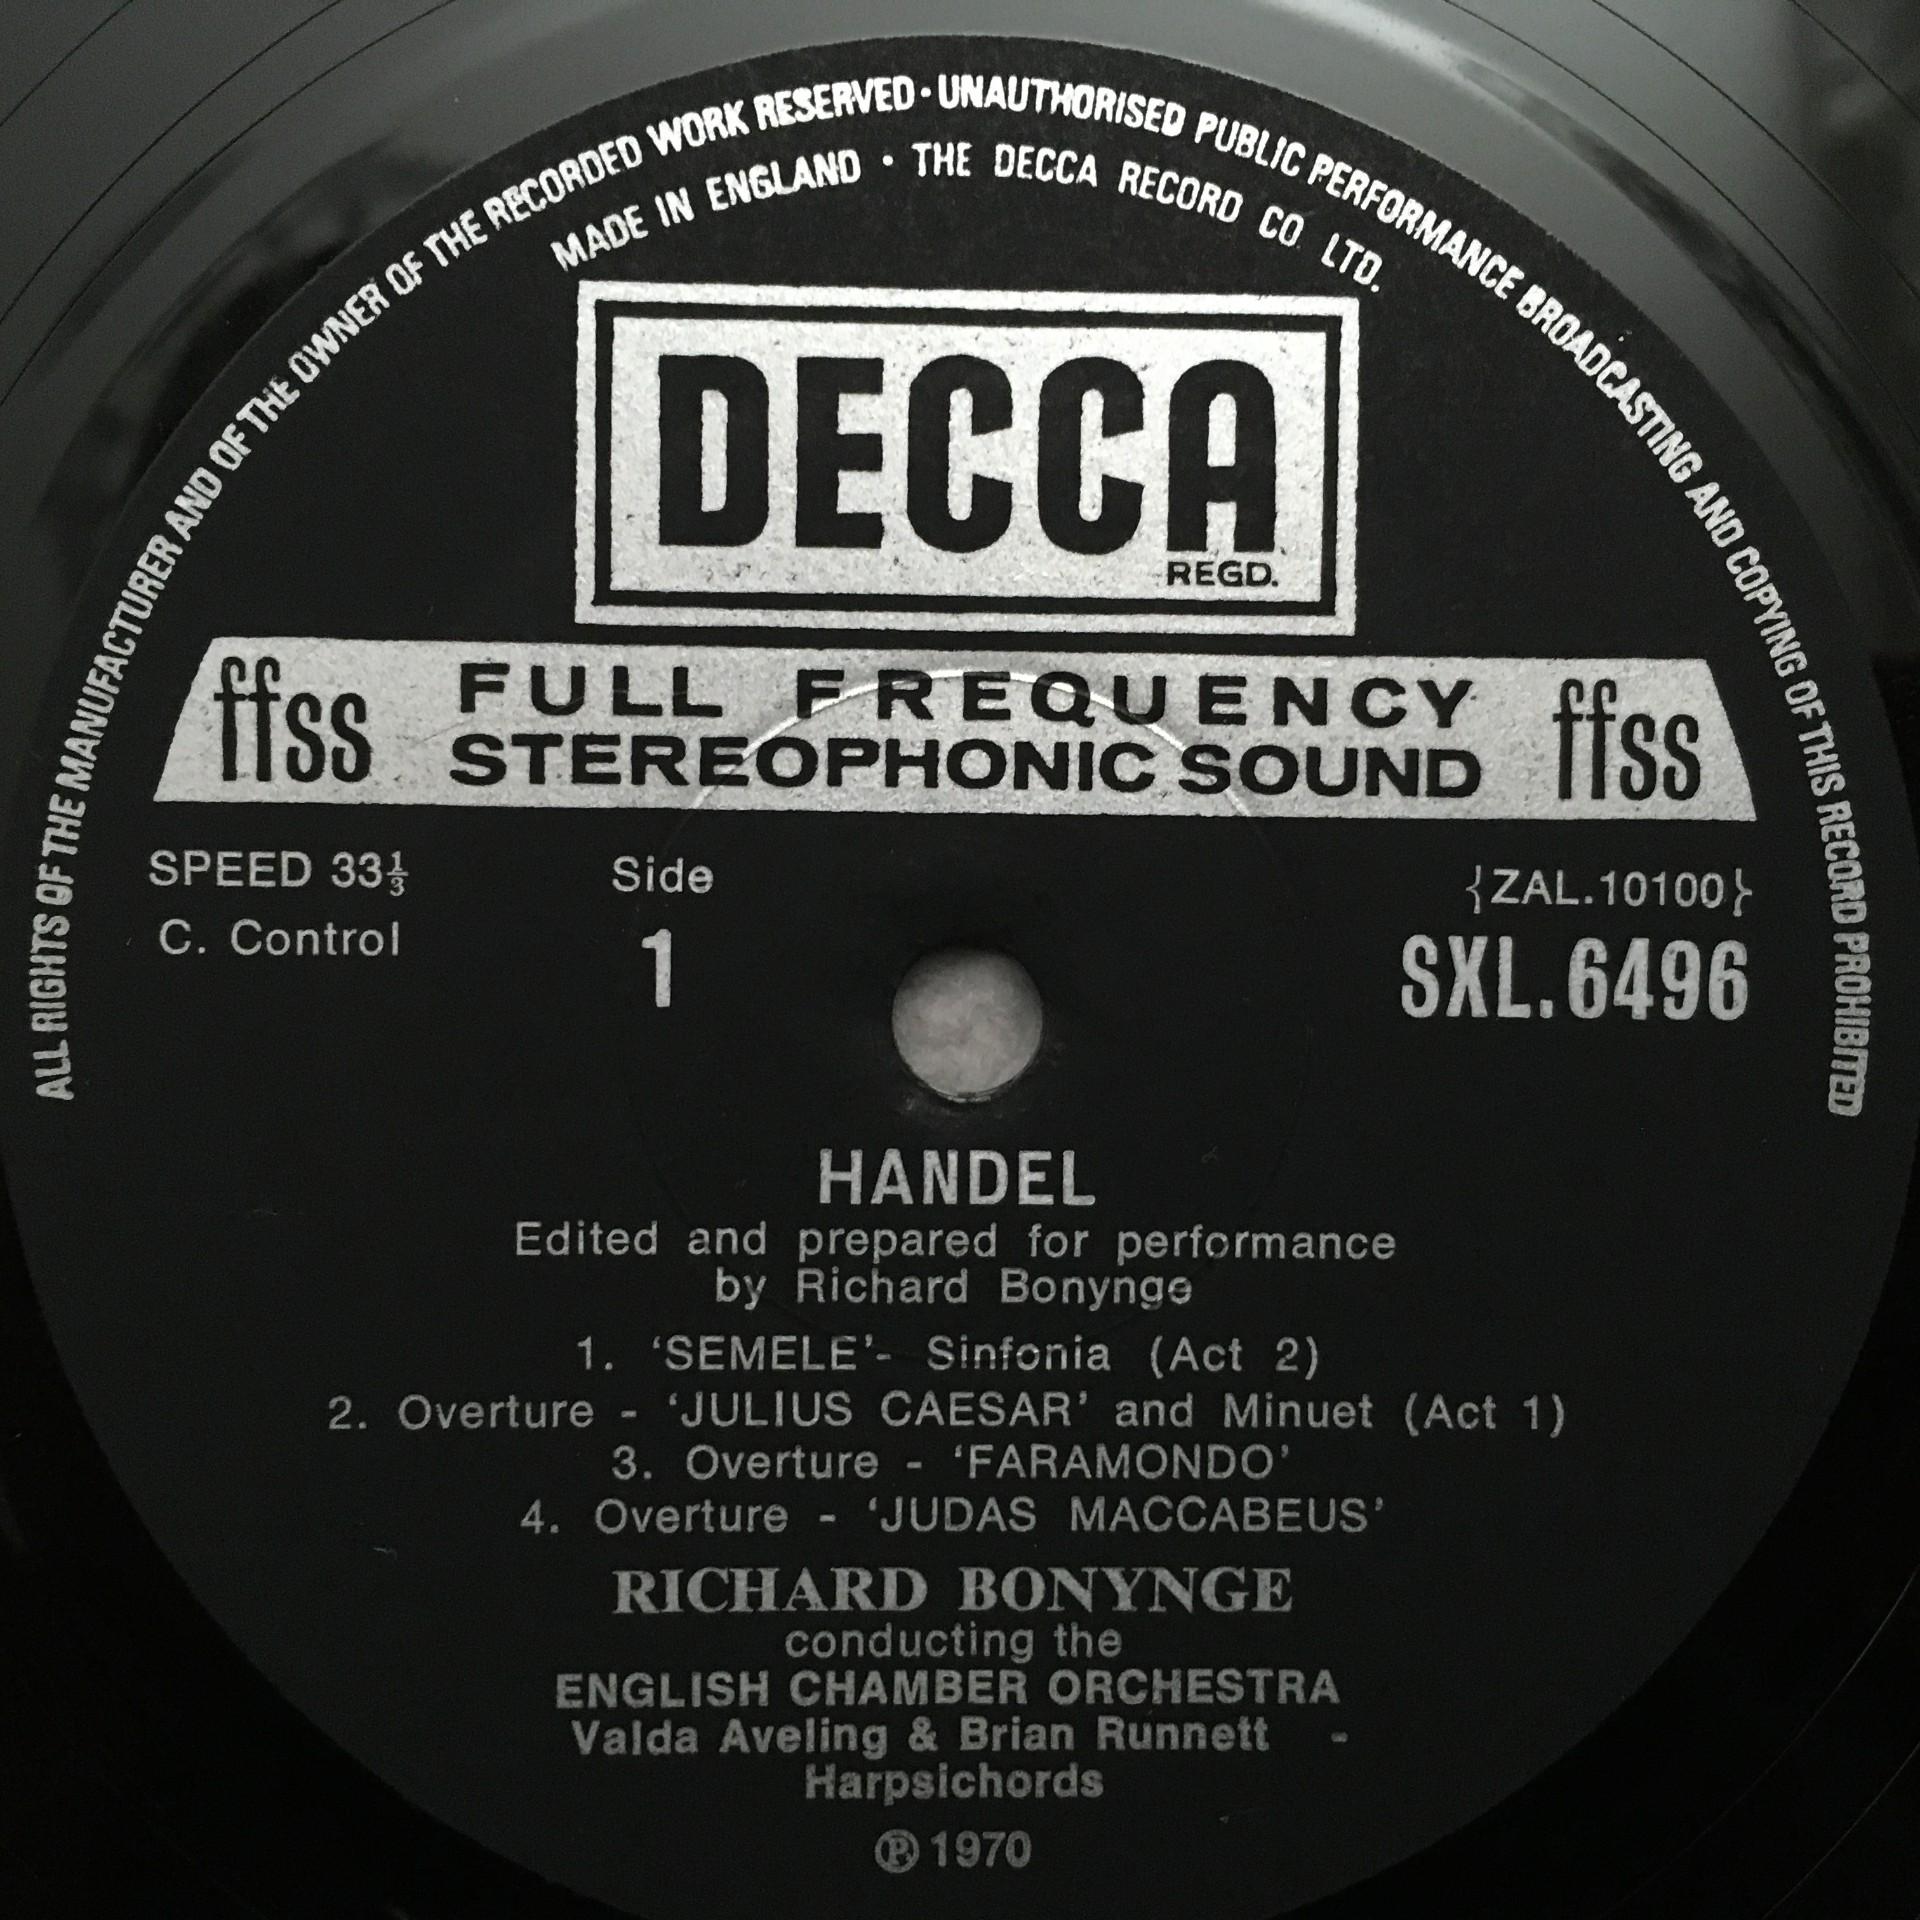 ALL RIGHTS OF THE MANUFACTURER AND OF THE OWNER OF THE RECORDED WORK RESERVED · UNAUTHORISED PUBLIC PERFORMANCE BROADCASTING AND COPYING OF THIS RECORD PROHIBITED
MADE IN ENGLAND · THE DECCA RECORD CO. LTD.
DECCA
REGD.
ffss FULL FREQUENCY ffss
STEREOPHONIC SOUND
SPEED 33⅓ Side {ZAL.10100}
C. Control 1 SXL.6496
HANDEL
Edited and prepared for performance
by Richard Bonynge
1. ‘SEMELE’- Sinfonia (Act 2)
2. Overture - ‘JULIUS CAESAR’ and Minuet (Act 1)
3. Overture - ‘FARAMONDO’
4. Overture - ‘JUDAS MACCABEUS’
RICHARD BONYNGE
conducting the
ENGLISH CHAMBER ORCHESTRA
Valda Aveling & Brian Runnett -
Harpsichords
℗ 1970